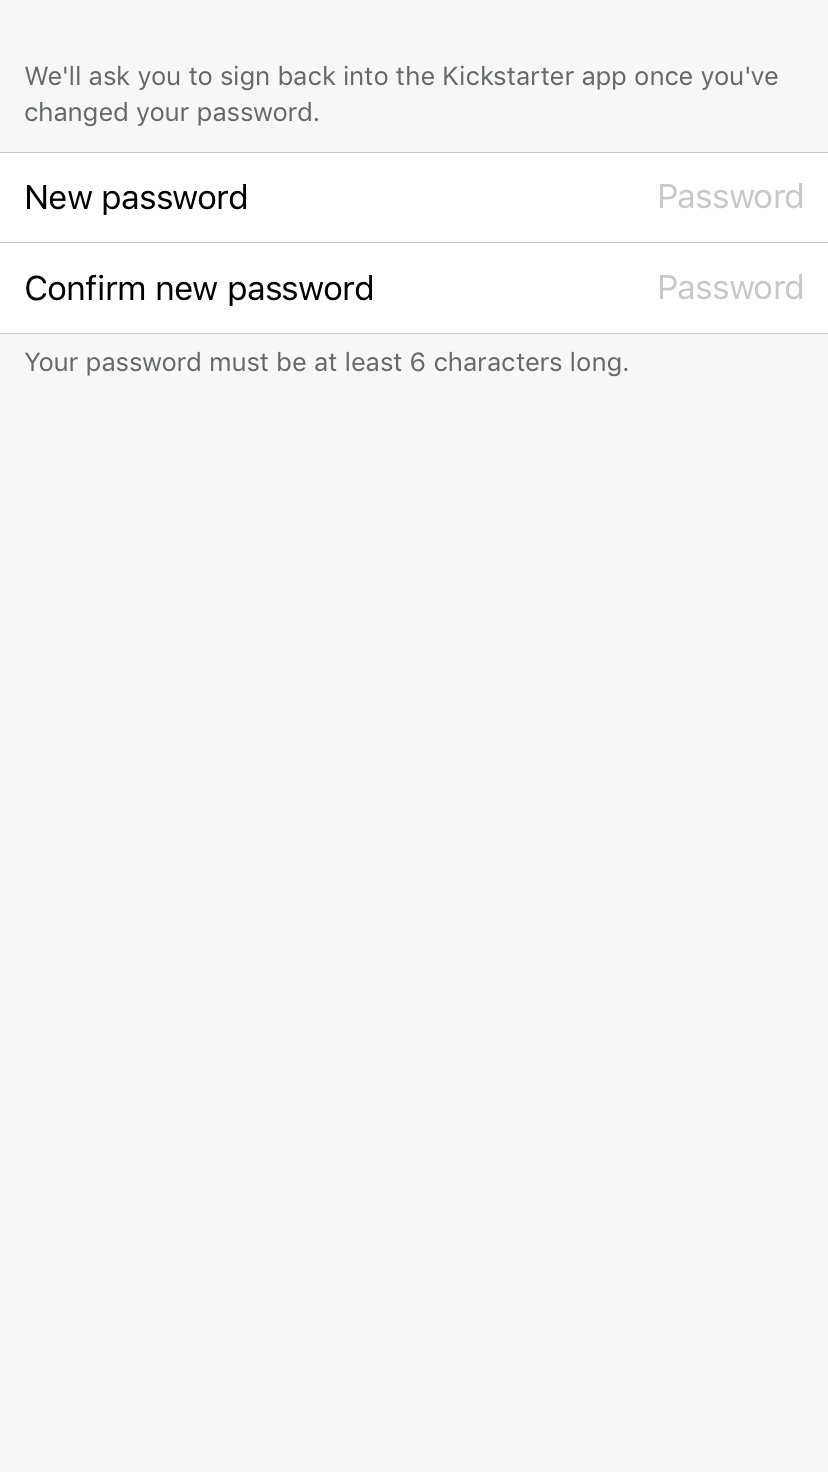 We'll ask you to sign back into the Kickstarter app once you've
changed your password.
New password Password
Confirm new password Password
Your password must be at least 6 characters long.